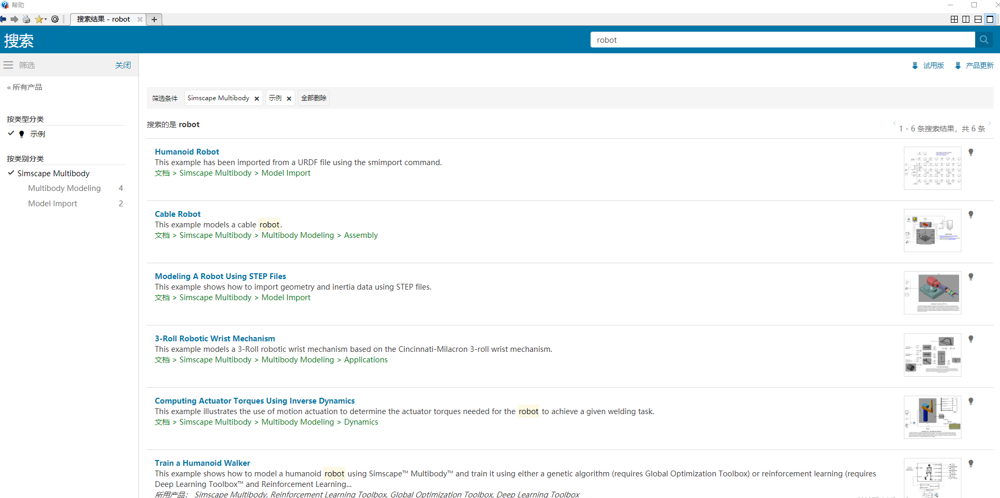 帮助
搜索结果 - robot
搜索
robot
筛选
关闭
试用版
产品更新
« 所有产品
筛选条件
Simscape Multibody
示例
全部删除
按类型分类
示例
搜索的是 robot
1 - 6 条搜索结果，共 6 条
按类别分类
Simscape Multibody
Multibody Modeling 4
Model Import 2
Humanoid Robot
This example has been imported from a URDF file using the smimport command.
文档 > Simscape Multibody > Model Import
Cable Robot
This example models a cable robot.
文档 > Simscape Multibody > Multibody Modeling > Assembly
Modeling A Robot Using STEP Files
This example shows how to import geometry and inertia data using STEP files.
文档 > Simscape Multibody > Model Import
3-Roll Robotic Wrist Mechanism
This example models a 3-Roll robotic wrist mechanism based on the Cincinnati-Milacron 3-roll wrist mechanism.
文档 > Simscape Multibody > Multibody Modeling > Applications
Computing Actuator Torques Using Inverse Dynamics
This example illustrates the use of motion actuation to determine the actuator torques needed for the robot to achieve a given welding task.
文档 > Simscape Multibody > Multibody Modeling > Dynamics
Train a Humanoid Walker
This example shows how to model a humanoid robot using Simscape™ Multibody™ and train it using either a genetic algorithm (requires Global Optimization Toolbox) or reinforcement learning (requires
Deep Learning Toolbox™ and Reinforcement Learning...
所用产品： Simscape Multibody, Reinforcement Learning Toolbox, Global Optimization Toolbox, Deep Learning Toolbox